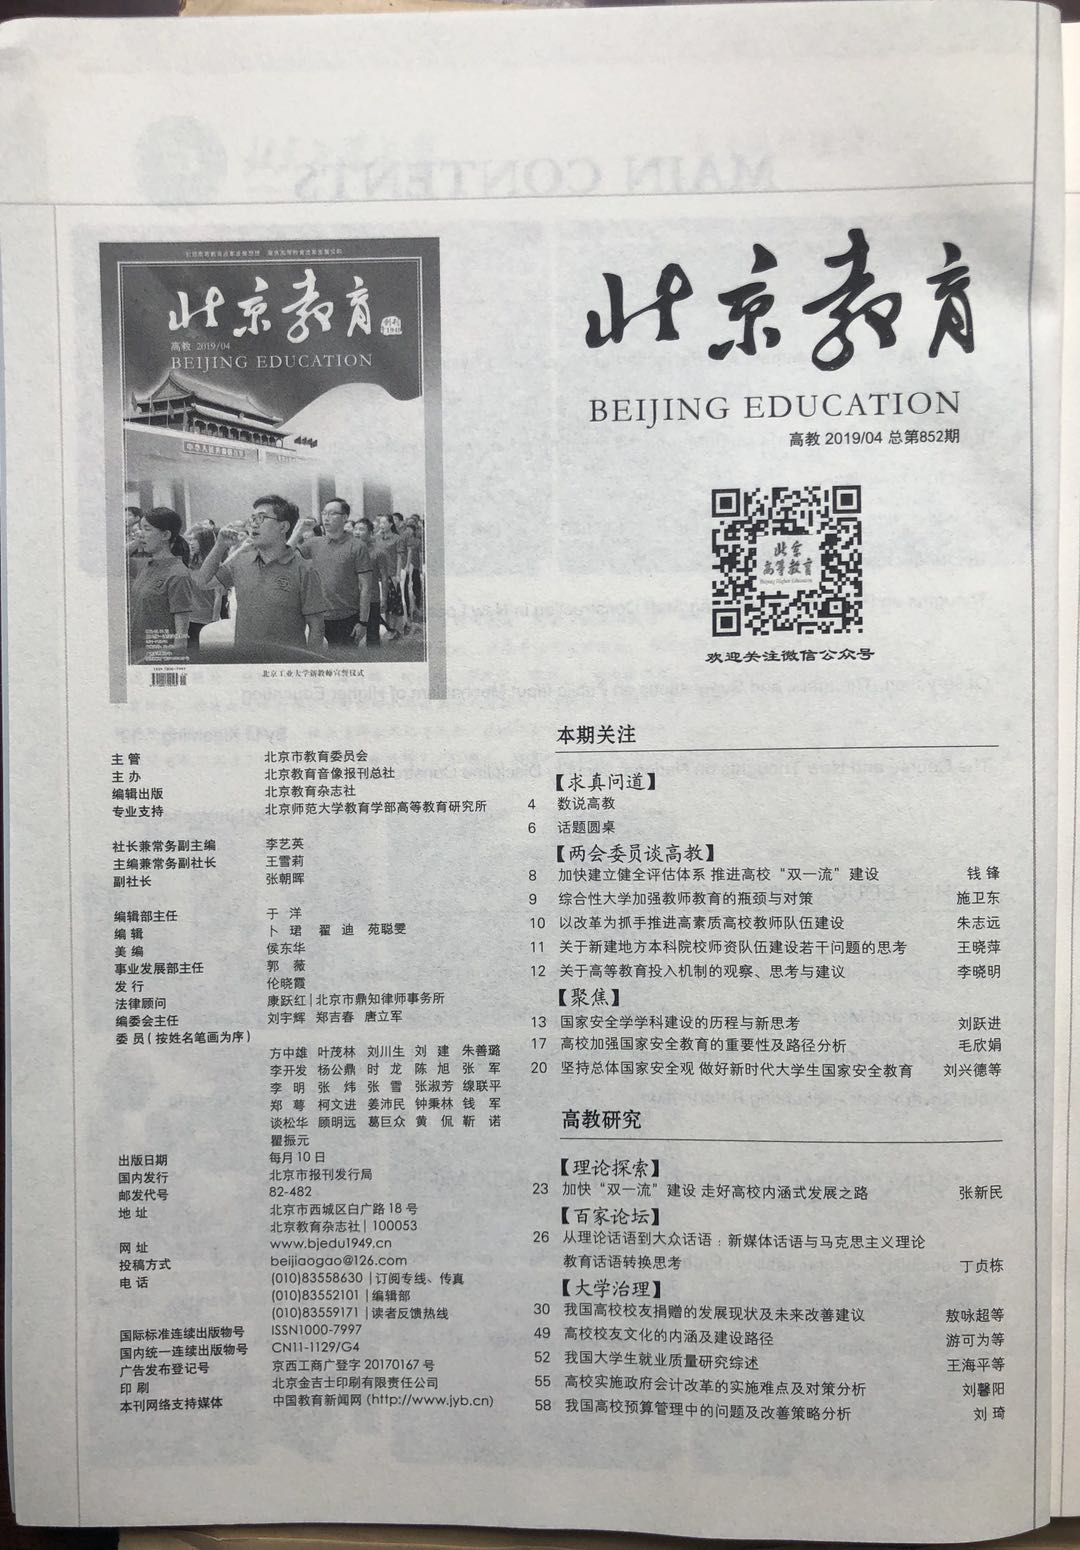 北京教育
高教 2019/04
BEIJING EDUCATION
北京工业大学新教师宣誓仪式
北京教育
BEIJING EDUCATION
高教 2019/04 总第852期
北京
高等教育
Beijing Higher Education
欢迎关注微信公众号
主 管 北京市教育委员会
主 办 北京教育音像报刊总社
编辑出版 北京教育杂志社
专业支持 北京师范大学教育学部高等教育研究所
社长兼常务副主编 李艺英
主编兼常务副社长 王雪莉
副社长 张朝晖
编辑部主任 于 洋
编 辑 卜 珺 翟 迪 苑聪雯
美 编 侯东华
事业发展部主任 郭 薇
发 行 伦晓霞
法律顾问 康跃红|北京市鼎知律师事务所
编委会主任 刘宇辉 郑吉春 唐立军
委 员(按姓名笔画为序)
方中雄 叶茂林 刘川生 刘 建 朱善璐
李开发 杨公鼎 时 龙 陈 旭 张 军
李 明 张 炜 张 雪 张淑芳 缐联平
郑 萼 柯文进 姜沛民 钟秉林 钱 军
谈松华 顾明远 葛巨众 黄 侃 靳 诺
瞿振元
出版日期 每月10日
国内发行 北京市报刊发行局
邮发代号 82-482
地 址 北京市西城区白广路18号
北京教育杂志社| 100053
网 址 www.bjedu1949.cn
投稿方式 beijiaogao@126.com
电 话 (010)83558630 |订阅专线、传真
(010)83552101 |编辑部
(010)83559171 |读者反馈热线
国际标准连续出版物号 ISSN1000-7997
国内统一连续出版物号 CN11-1129/G4
广告发布登记号 京西工商广登字20170167号
印 刷 北京金吉士印刷有限责任公司
本刊网络支持媒体 中国教育新闻网(http://www.jyb.cn)
本期关注
【求真问道】
4 数说高教
6 话题圆桌
【两会委员谈高教】
8 加快建立健全评估体系 推进高校“双一流”建设 钱 锋
9 综合性大学加强教师教育的瓶颈与对策 施卫东
10 以改革为抓手推进高素质高校教师队伍建设 朱志远
11 关于新建地方本科院校师资队伍建设若干问题的思考 王晓萍
12 关于高等教育投入机制的观察、思考与建议 李晓明
【聚焦】
13 国家安全学学科建设的历程与新思考 刘跃进
17 高校加强国家安全教育的重要性及路径分析 毛欣娟
20 坚持总体国家安全观 做好新时代大学生国家安全教育 刘兴德等
高教研究
【理论探索】
23 加快“双一流”建设 走好高校内涵式发展之路 张新民
【百家论坛】
26 从理论话语到大众话语：新媒体话语与马克思主义理论
教育话语转换思考 丁贞栋
【大学治理】
30 我国高校校友捐赠的发展现状及未来改善建议 敖咏超等
49 高校校友文化的内涵及建设路径 游可为等
52 我国大学生就业质量研究综述 王海平等
55 高校实施政府会计改革的实施难点及对策分析 刘馨阳
58 我国高校预算管理中的问题及改善策略分析 刘 琦